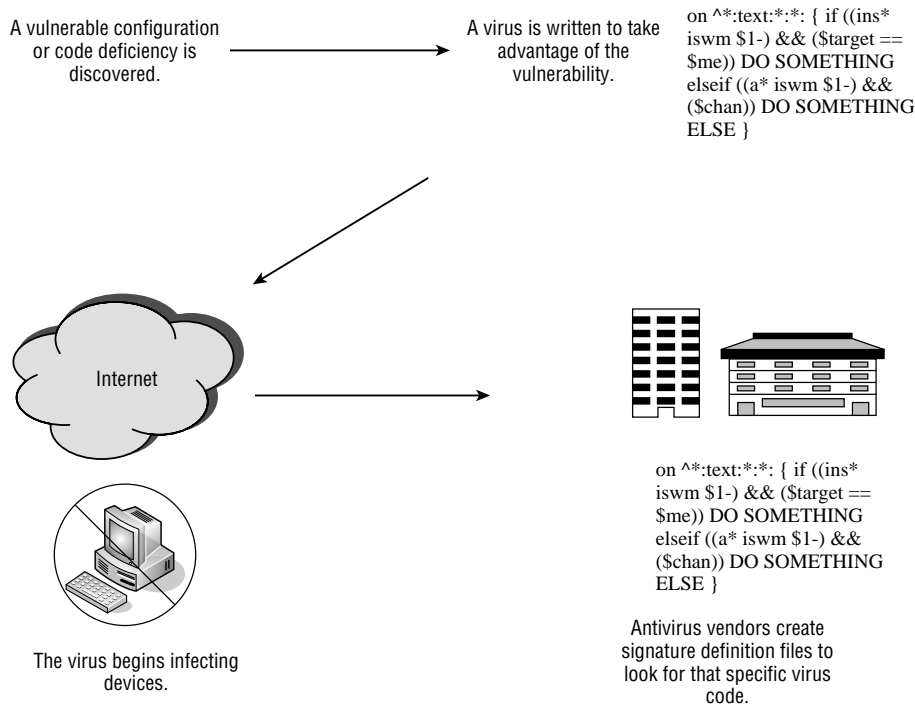 A vulnerable configuration
or code deficiency is
discovered.
A virus is written to take
advantage of the
vulnerability.
on ^*:text:*:*: { if ((ins*
iswm $1-) && ($target ==
$me)) DO SOMETHING
elseif ((a* iswm $1-) &&
($chan)) DO SOMETHING
ELSE }
Internet
The virus begins infecting
devices.
on ^*:text:*:*: { if ((ins*
iswm $1-) && ($target ==
$me)) DO SOMETHING
elseif ((a* iswm $1-) &&
($chan)) DO SOMETHING
ELSE }
Antivirus vendors create
signature definition files to
look for that specific virus
code.